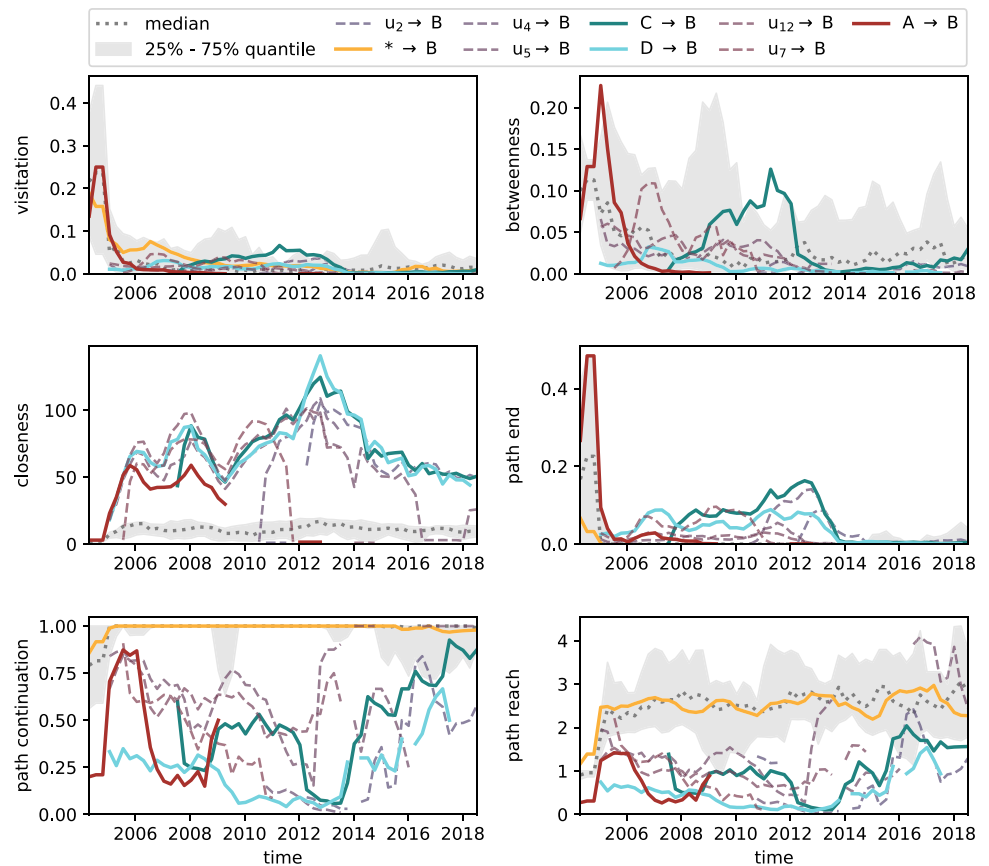 median u₂ → B u₄ → B C → B u₁₂ → B A → B
25% - 75% quantile * → B u₅ → B D → B u₇ → B
visitation
0.4
0.3
0.2
0.1
0.0
2006 2008 2010 2012 2014 2016 2018
betweenness
0.20
0.15
0.10
0.05
0.00
2006 2008 2010 2012 2014 2016 2018
closeness
100
50
0
2006 2008 2010 2012 2014 2016 2018
path end
0.4
0.2
0.0
2006 2008 2010 2012 2014 2016 2018
path continuation
1.00
0.75
0.50
0.25
0.00
2006 2008 2010 2012 2014 2016 2018
time
path reach
4
3
2
1
0
2006 2008 2010 2012 2014 2016 2018
time